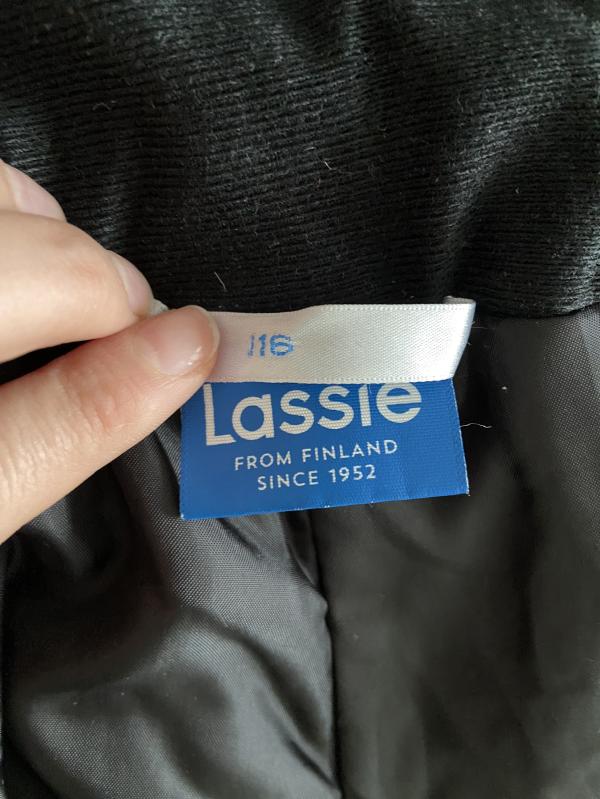 116
Lassie
FROM FINLAND
SINCE 1952